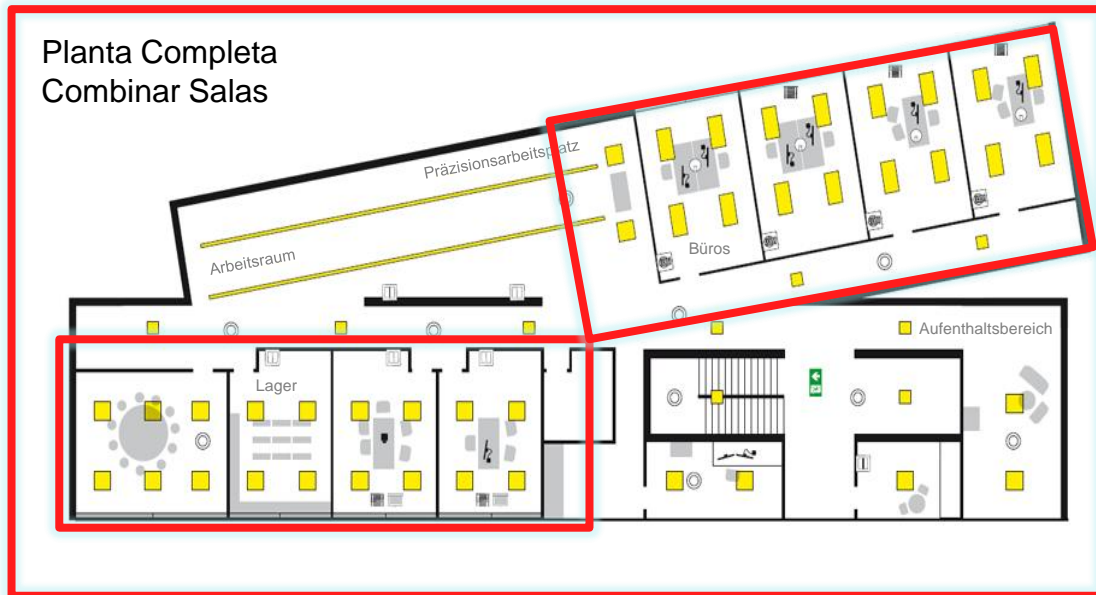 Planta Completa
Combinar Salas
Präzisionsarbeitsplatz
Arbeitsraum
Büros
Aufenthaltsbereich
Lager